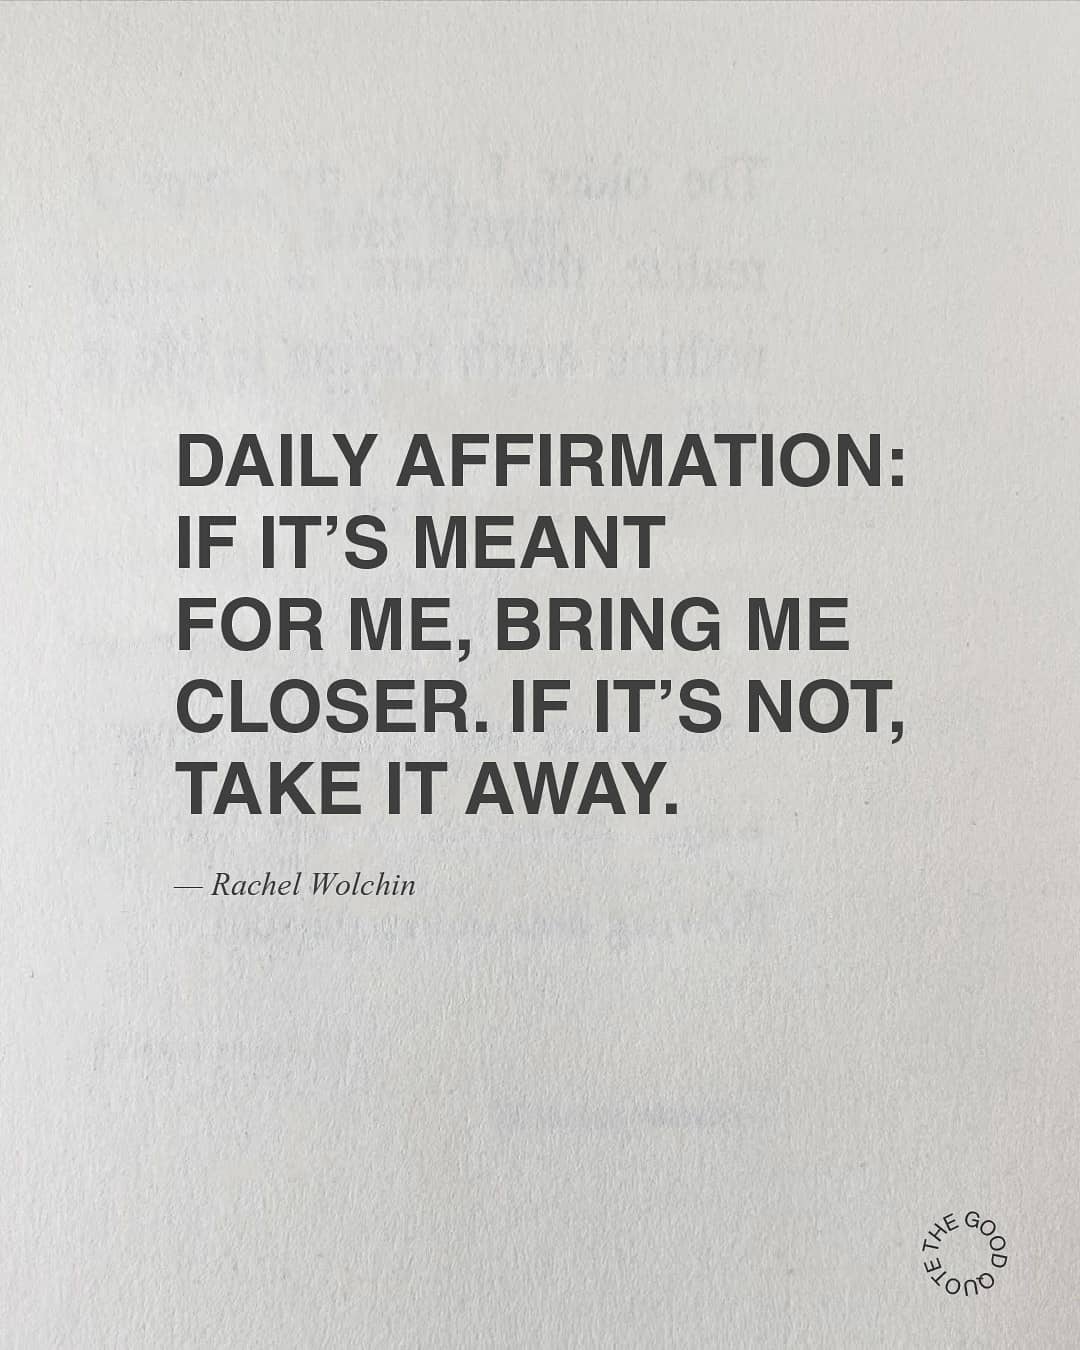 DAILY AFFIRMATION:
IF IT’S MEANT
FOR ME, BRING ME
CLOSER. IF IT’S NOT,
TAKE IT AWAY.
— Rachel Wolchin
THE GOOD QUOTE